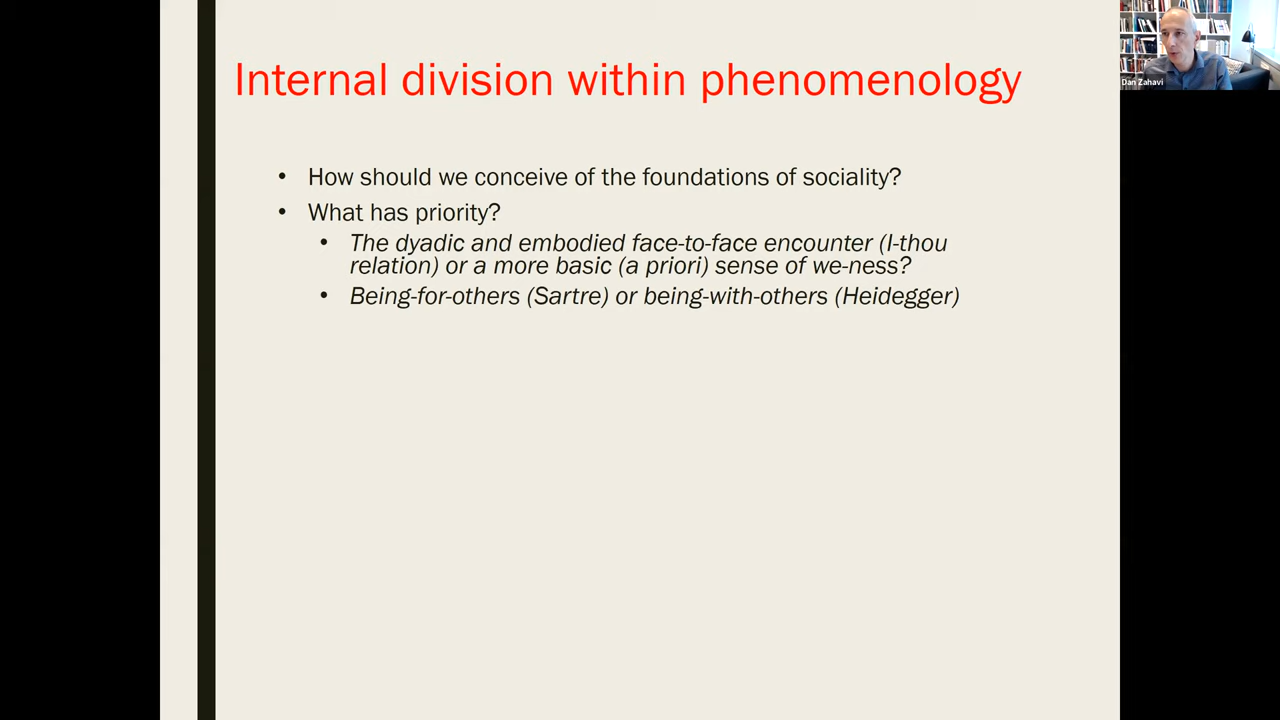 Internal division within phenomenology
Dan Zahavi
• How should we conceive of the foundations of sociality?
• What has priority?
• The dyadic and embodied face-to-face encounter (I-thou
relation) or a more basic (a priori) sense of we-ness?
• Being-for-others (Sartre) or being-with-others (Heidegger)